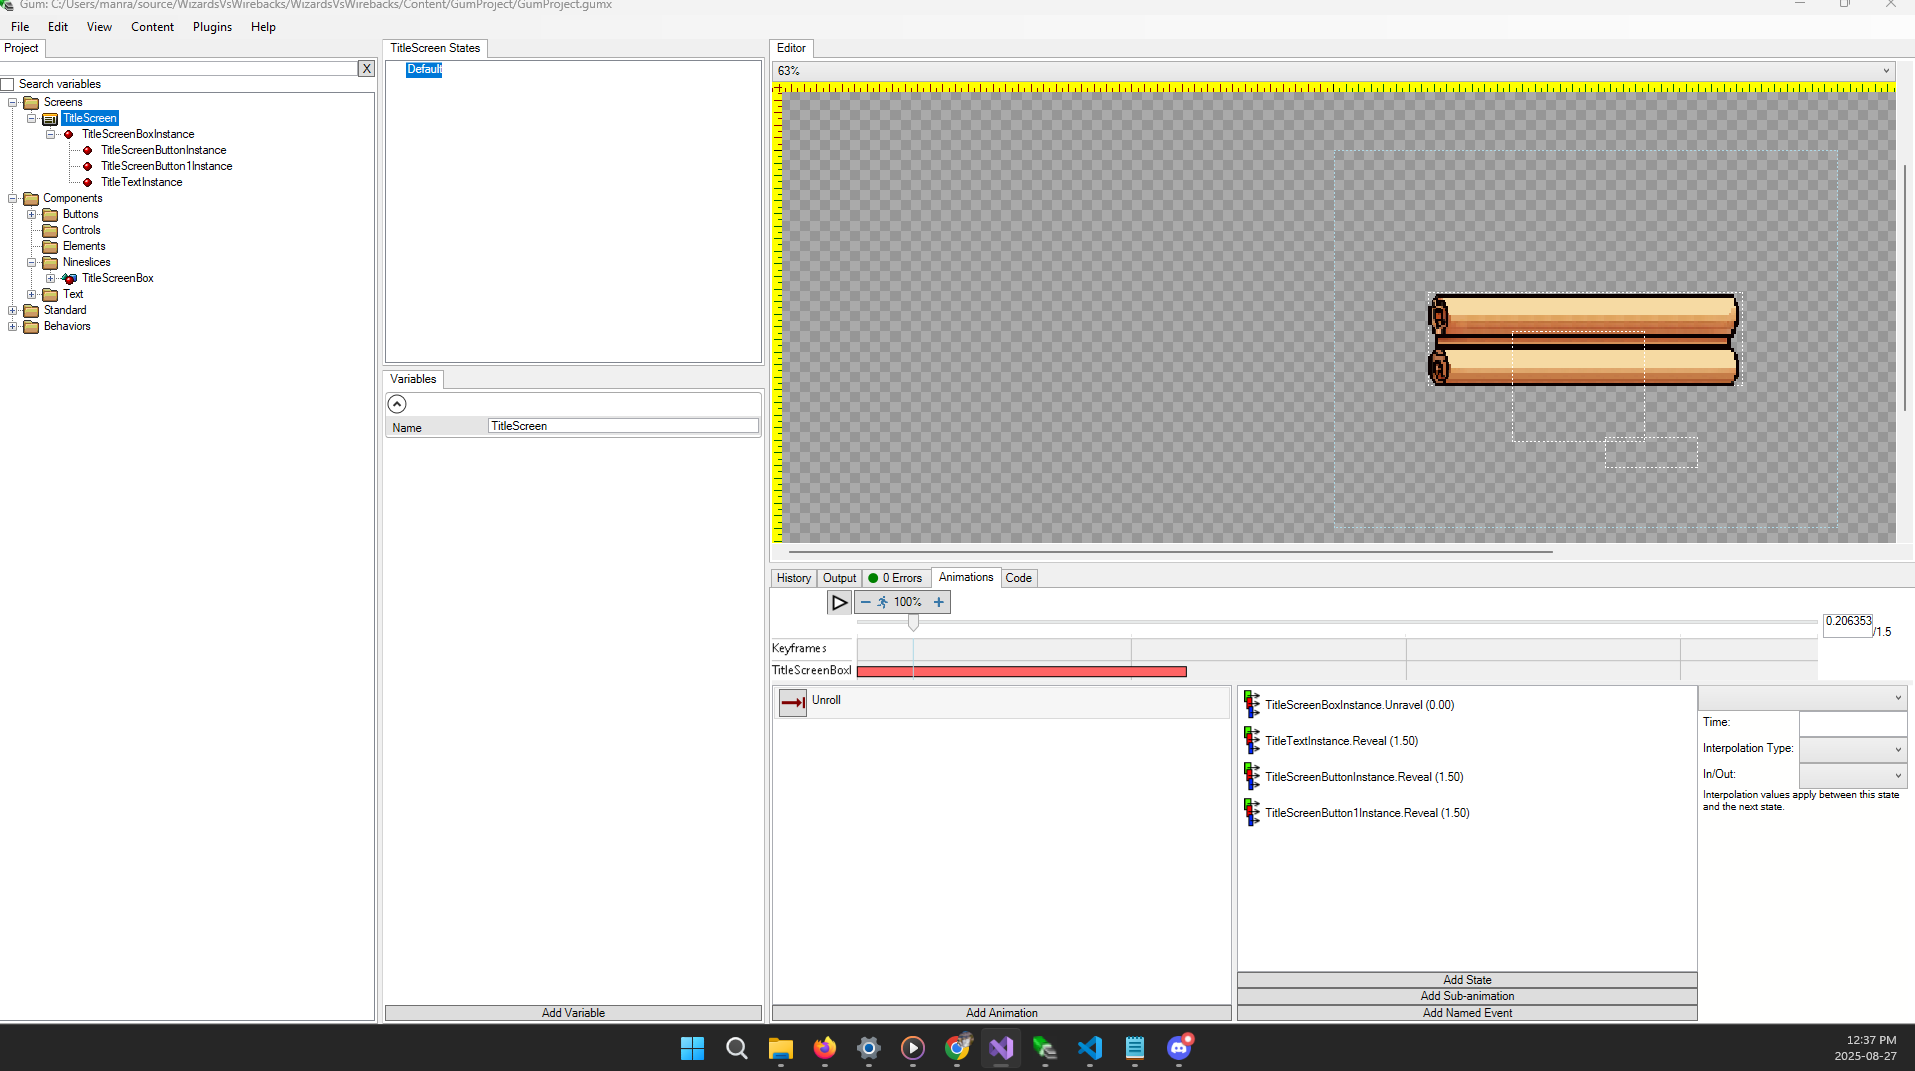 Gum: C:/Users/manra/source/WizardsVsWirebacks/WizardsVsWirebacks/Content/GumProject/GumProject.gumx
File Edit View Content Plugins Help
Project
X
Search variables
Screens
TitleScreen
TitleScreenBoxInstance
TitleScreenButtonInstance
TitleScreenButton1Instance
TitleTextInstance
Components
Buttons
Controls
Elements
Nineslices
TitleScreenBox
Text
Standard
Behaviors
TitleScreen States
Default
Variables
Name TitleScreen
Add Variable
Editor
63%
History Output 0 Errors Animations Code
100%
0.206353 /1.5
Keyframes
TitleScreenBoxI
Unroll
Add Animation
TitleScreenBoxInstance.Unravel (0.00)
TitleTextInstance.Reveal (1.50)
TitleScreenButtonInstance.Reveal (1.50)
TitleScreenButton1Instance.Reveal (1.50)
Add State
Add Sub-animation
Add Named Event
Time:
Interpolation Type:
In/Out:
Interpolation values apply between this state
and the next state.
12:37 PM
2025-08-27